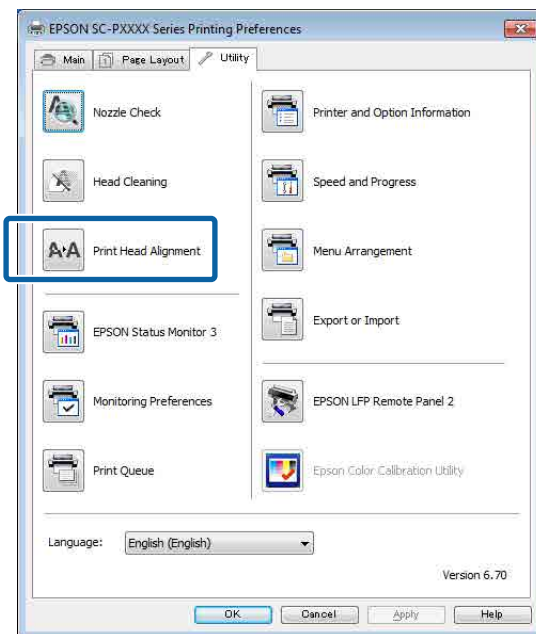 EPSON SC-PXXXX Series Printing Preferences
Main
Page Layout
Utility
Nozzle Check
Printer and Option Information
Head Cleaning
Speed and Progress
A A Print Head Alignment
Menu Arrangement
EPSON Status Monitor 3
Export or Import
Monitoring Preferences
EPSON LFP Remote Panel 2
Print Queue
Epson Color Calibration Utility
Language: English (English)
Version 6.70
OK
Cancel
Apply
Help